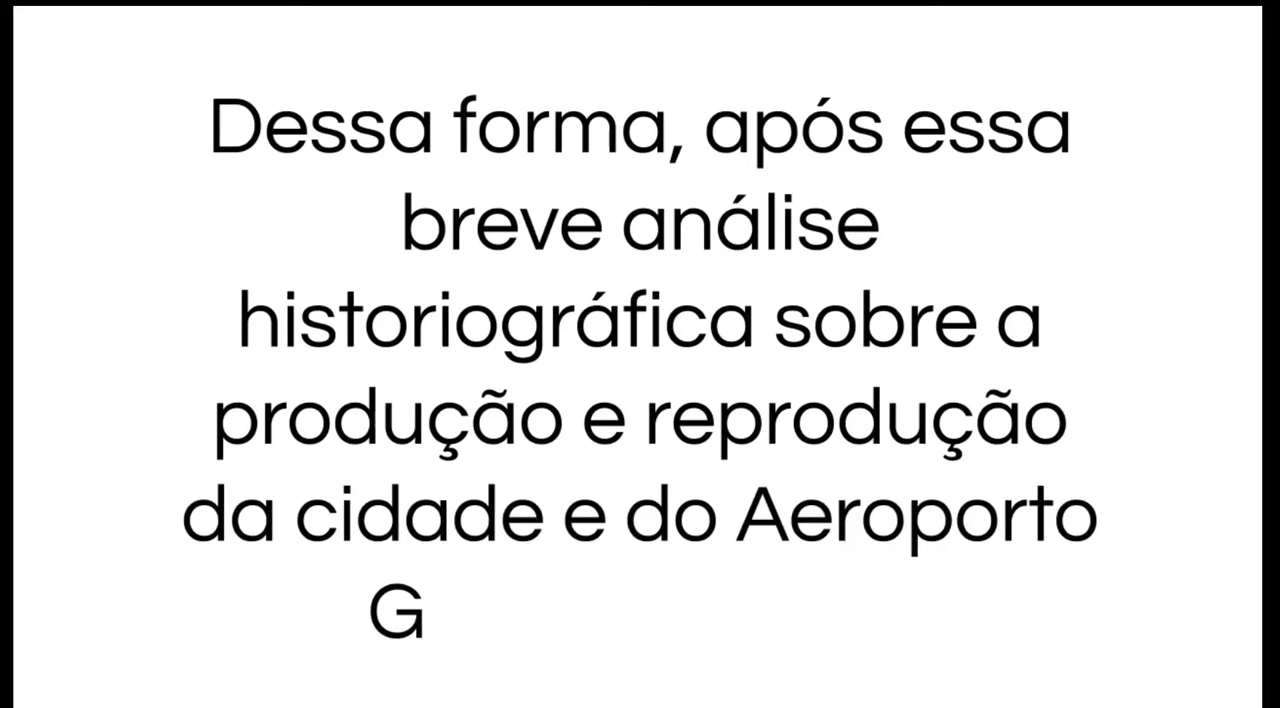 Dessa forma, após essa
breve análise
historiográfica sobre a
produção e reprodução
da cidade e do Aeroporto
G